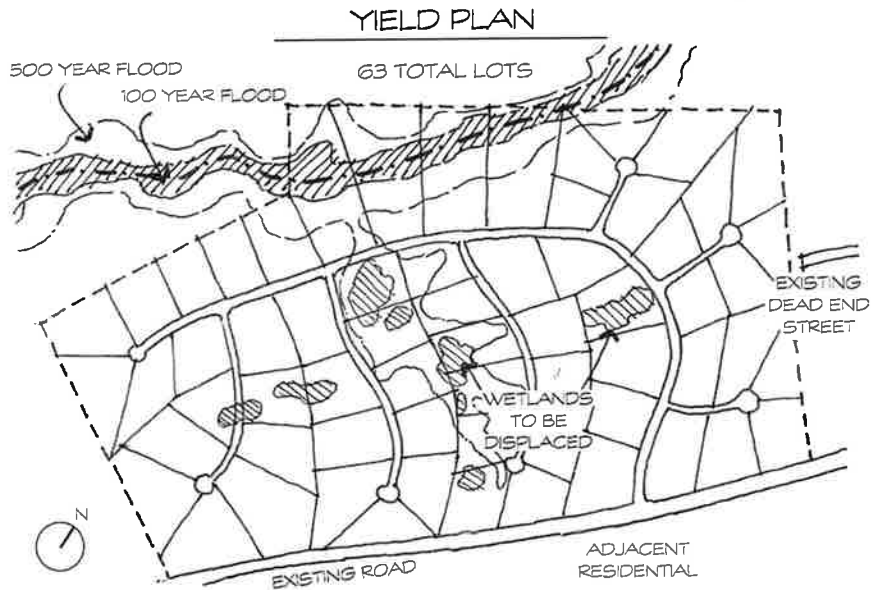 YIELD PLAN
63 TOTAL LOTS
500 YEAR FLOOD
100 YEAR FLOOD
EXISTING
DEAD END
STREET
WETLANDS
TO BE
DISPLACED
N
EXISTING ROAD
ADJACENT
RESIDENTIAL